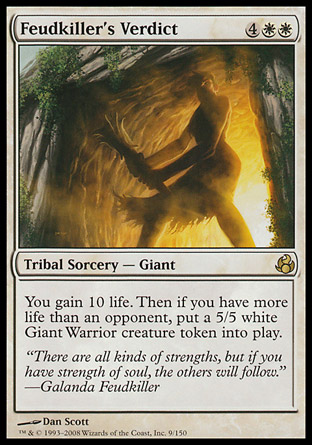 Feudkiller's Verdict 4
Tribal Sorcery — Giant
You gain 10 life. Then if you have more
life than an opponent, put a 5/5 white
Giant Warrior creature token into play.
“There are all kinds of strengths, but if you
have strength of soul, the others will follow.”
—Galanda Feudkiller
Dan Scott
™ & © 1993–2008 Wizards of the Coast, Inc. 9/150